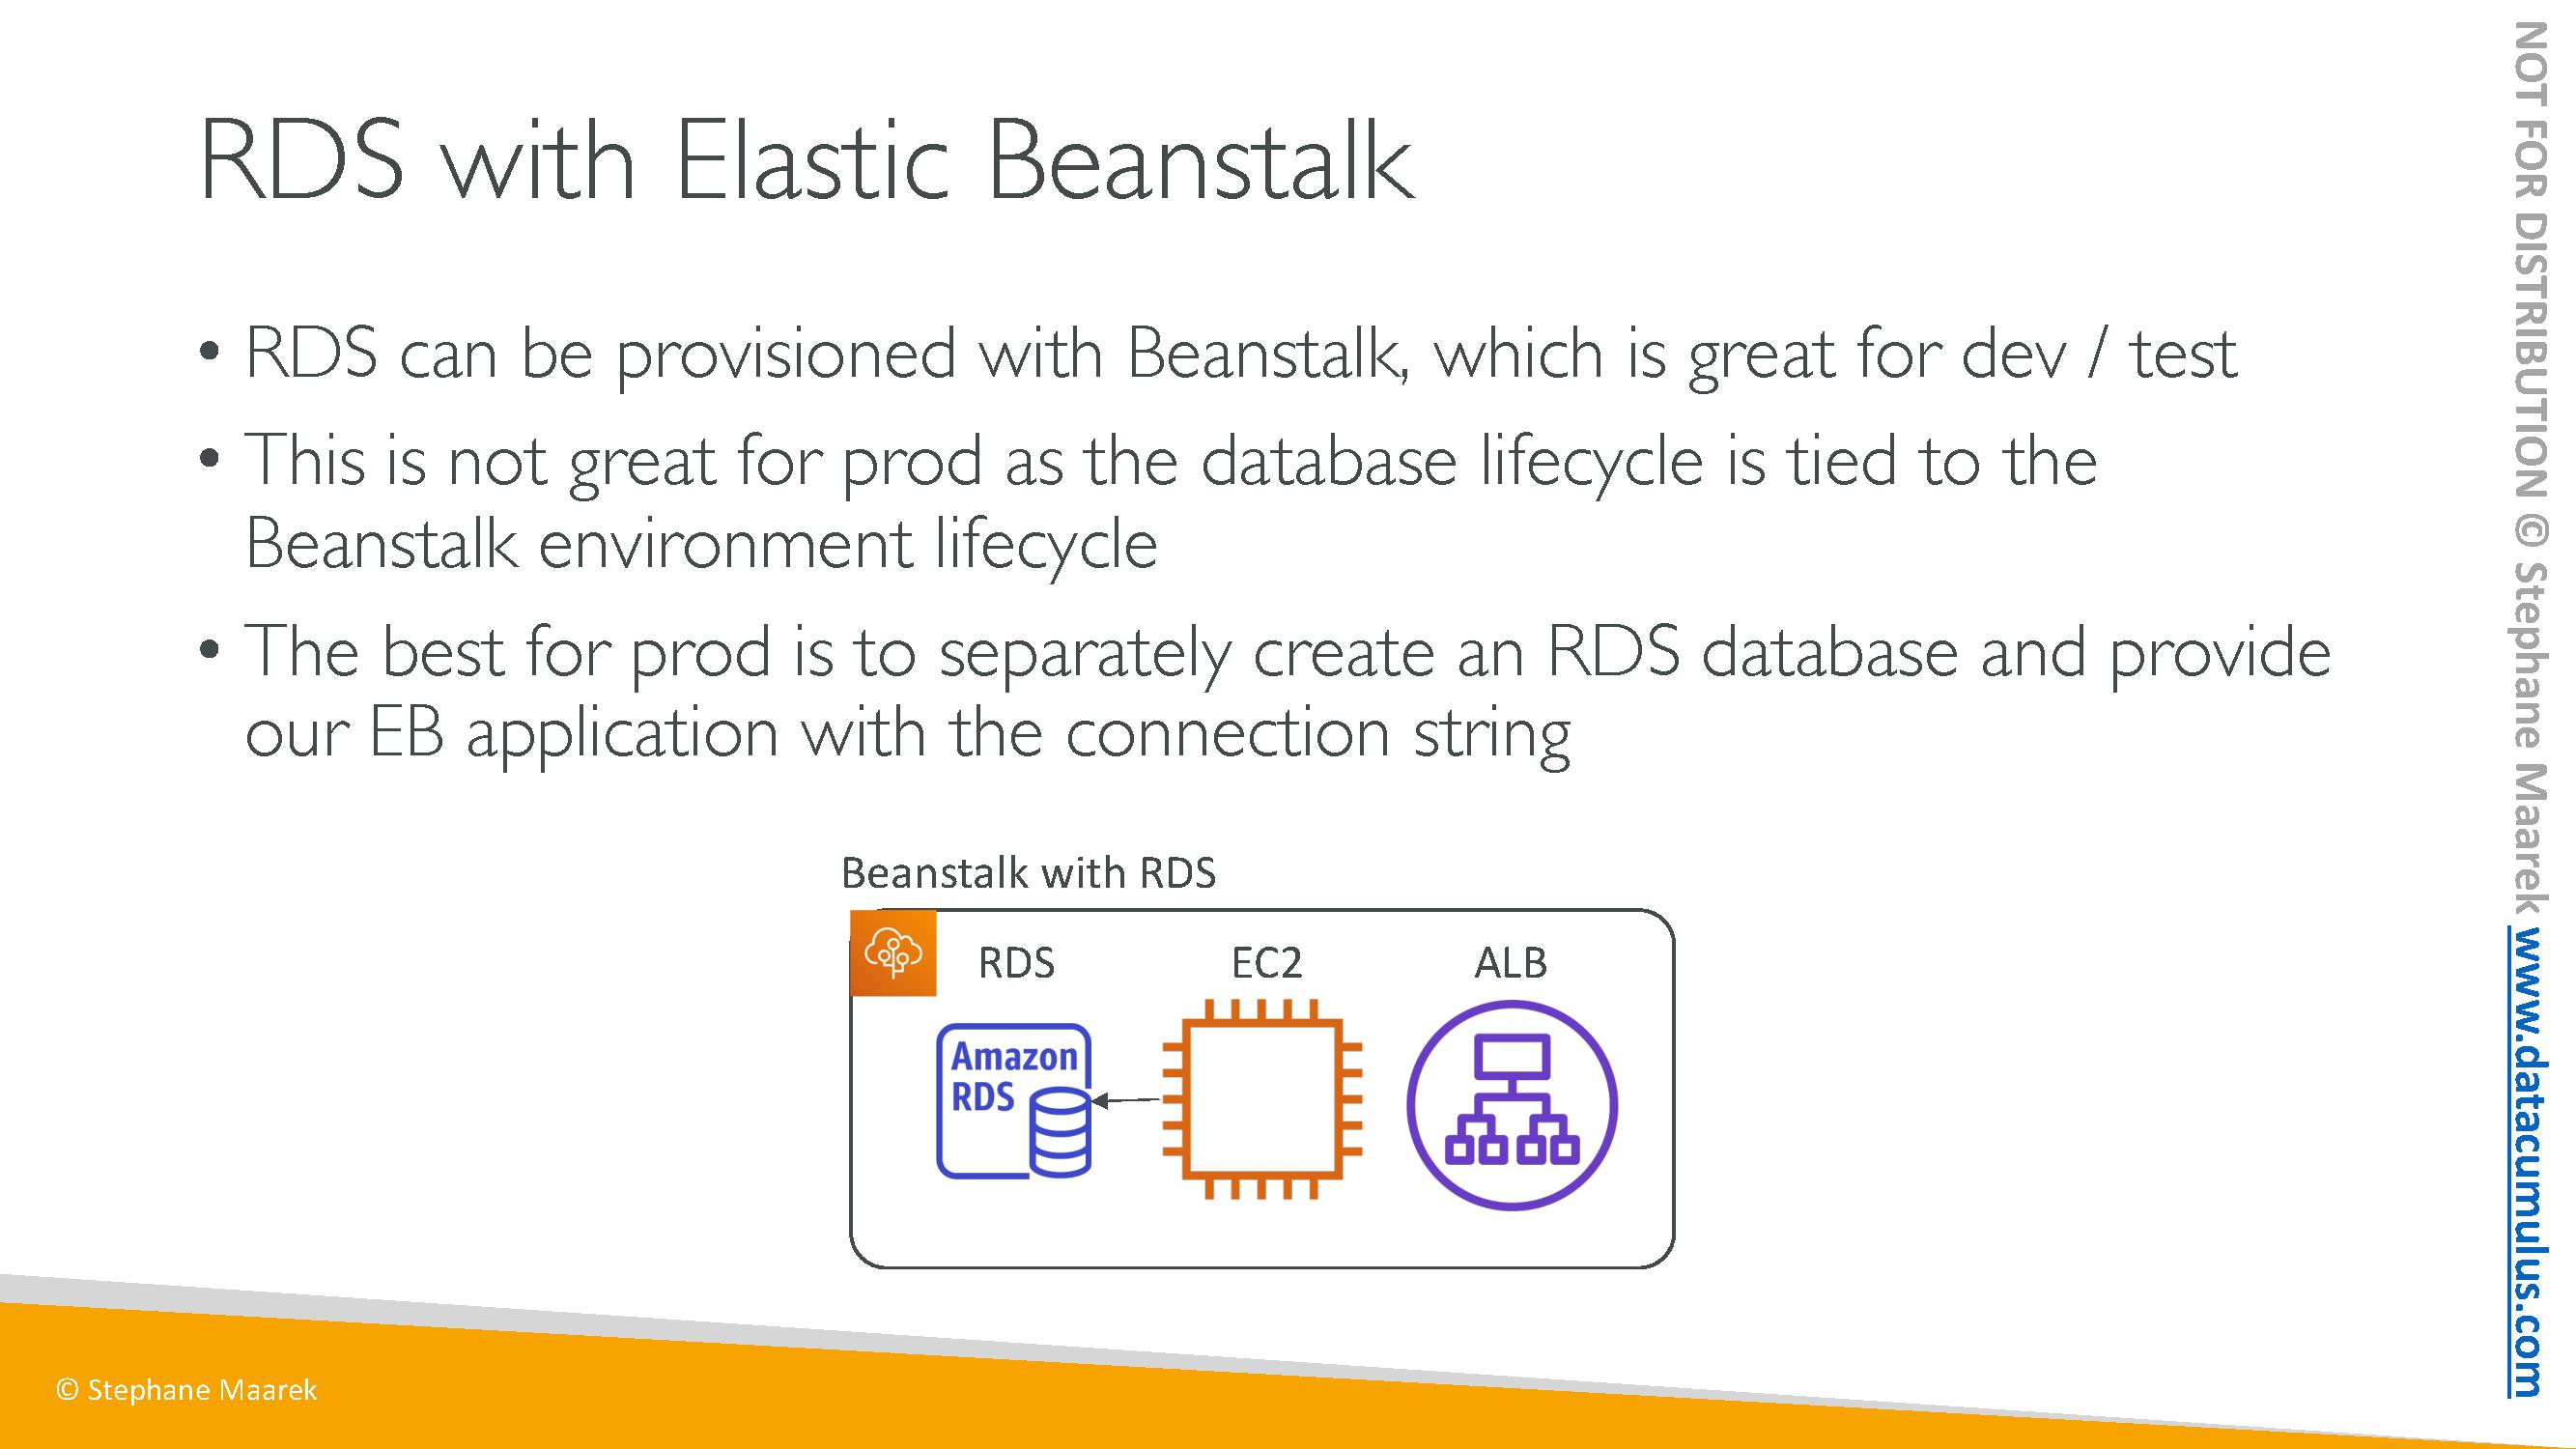 RDS with Elastic Beanstalk
• RDS can be provisioned with Beanstalk, which is great for dev / test
• This is not great for prod as the database lifecycle is tied to the
Beanstalk environment lifecycle
• The best for prod is to separately create an RDS database and provide
our EB application with the connection string
Beanstalk with RDS
RDS
EC2
ALB
Amazon
RDS
© Stephane Maarek
NOT FOR DISTRIBUTION © Stephane Maarek www.datacumulus.com